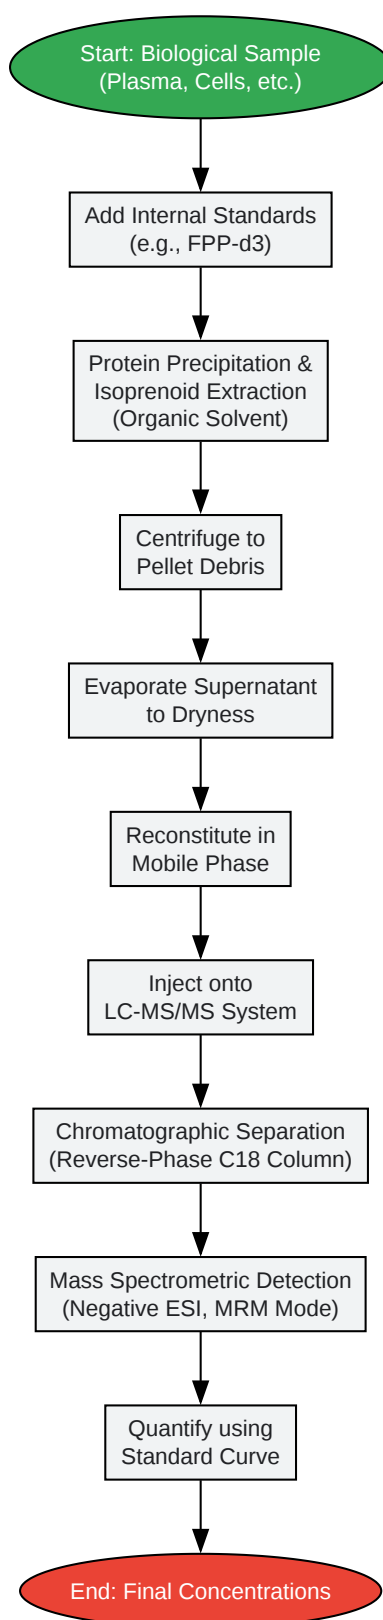 Start: Biological Sample
(Plasma, Cells, etc.)
Add Internal Standards
(e.g., FPP-d3)
Protein Precipitation &
Isoprenoid Extraction
(Organic Solvent)
Centrifuge to
Pellet Debris
Evaporate Supernatant
to Dryness
Reconstitute in
Mobile Phase
Inject onto
LC-MS/MS System
Chromatographic Separation
(Reverse-Phase C18 Column)
Mass Spectrometric Detection
(Negative ESI, MRM Mode)
Quantify using
Standard Curve
End: Final Concentrations